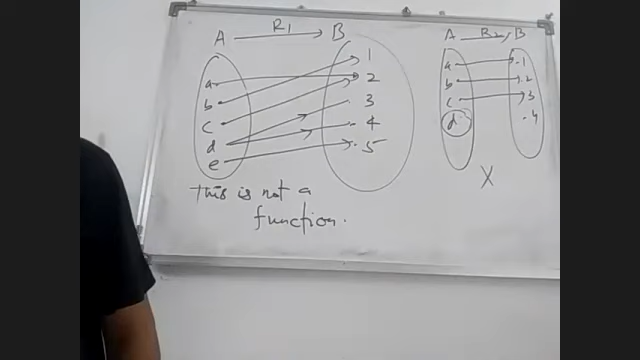 A R1 B
a
b
c
d
e
1
2
3
4
5
This is not a
function.
A R2 B
a
b
c
d
1
2
3
4
X